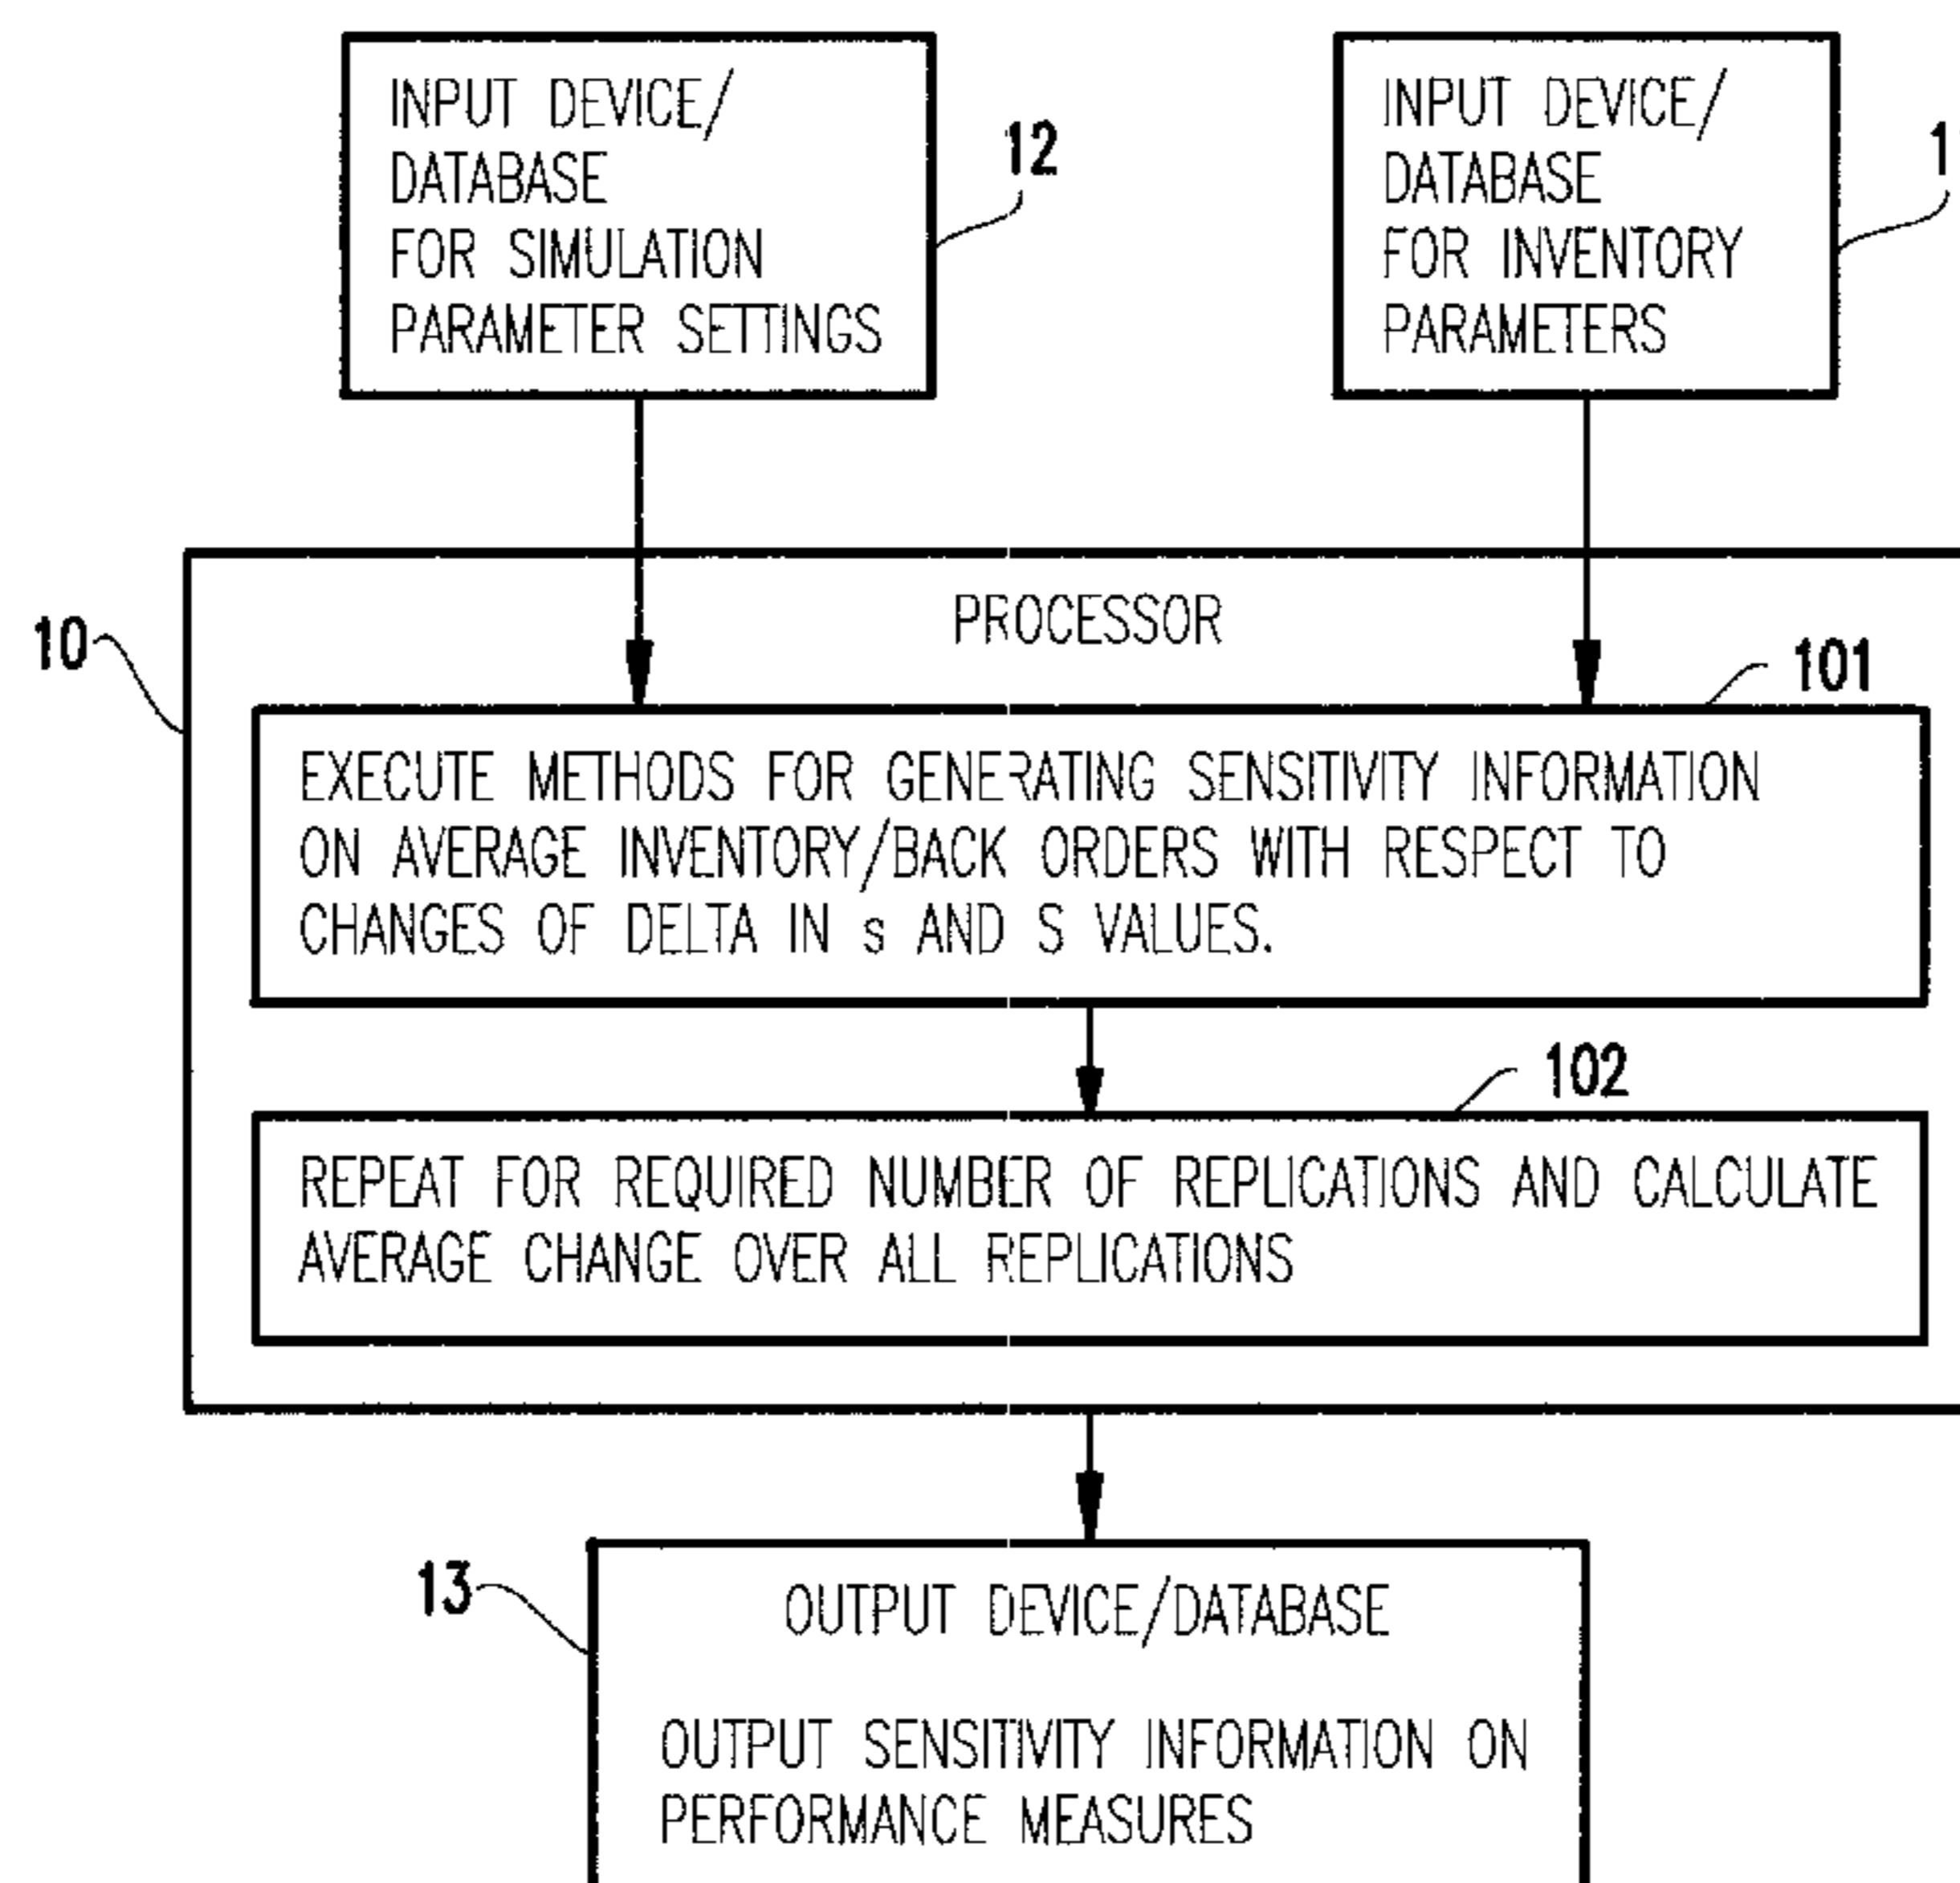 INPUT DEVICE/
DATABASE
FOR SIMULATION
PARAMETER SETTINGS
12
INPUT DEVICE/
DATABASE
FOR INVENTORY
PARAMETERS
10
PROCESSOR
101
EXECUTE METHODS FOR GENERATING SENSITIVITY INFORMATION
ON AVERAGE INVENTORY/BACK ORDERS WITH RESPECT TO
CHANGES OF DELTA IN s AND S VALUES.
102
REPEAT FOR REQUIRED NUMBER OF REPLICATIONS AND CALCULATE
AVERAGE CHANGE OVER ALL REPLICATIONS
13
OUTPUT DEVICE/DATABASE
OUTPUT SENSITIVITY INFORMATION ON
PERFORMANCE MEASURES